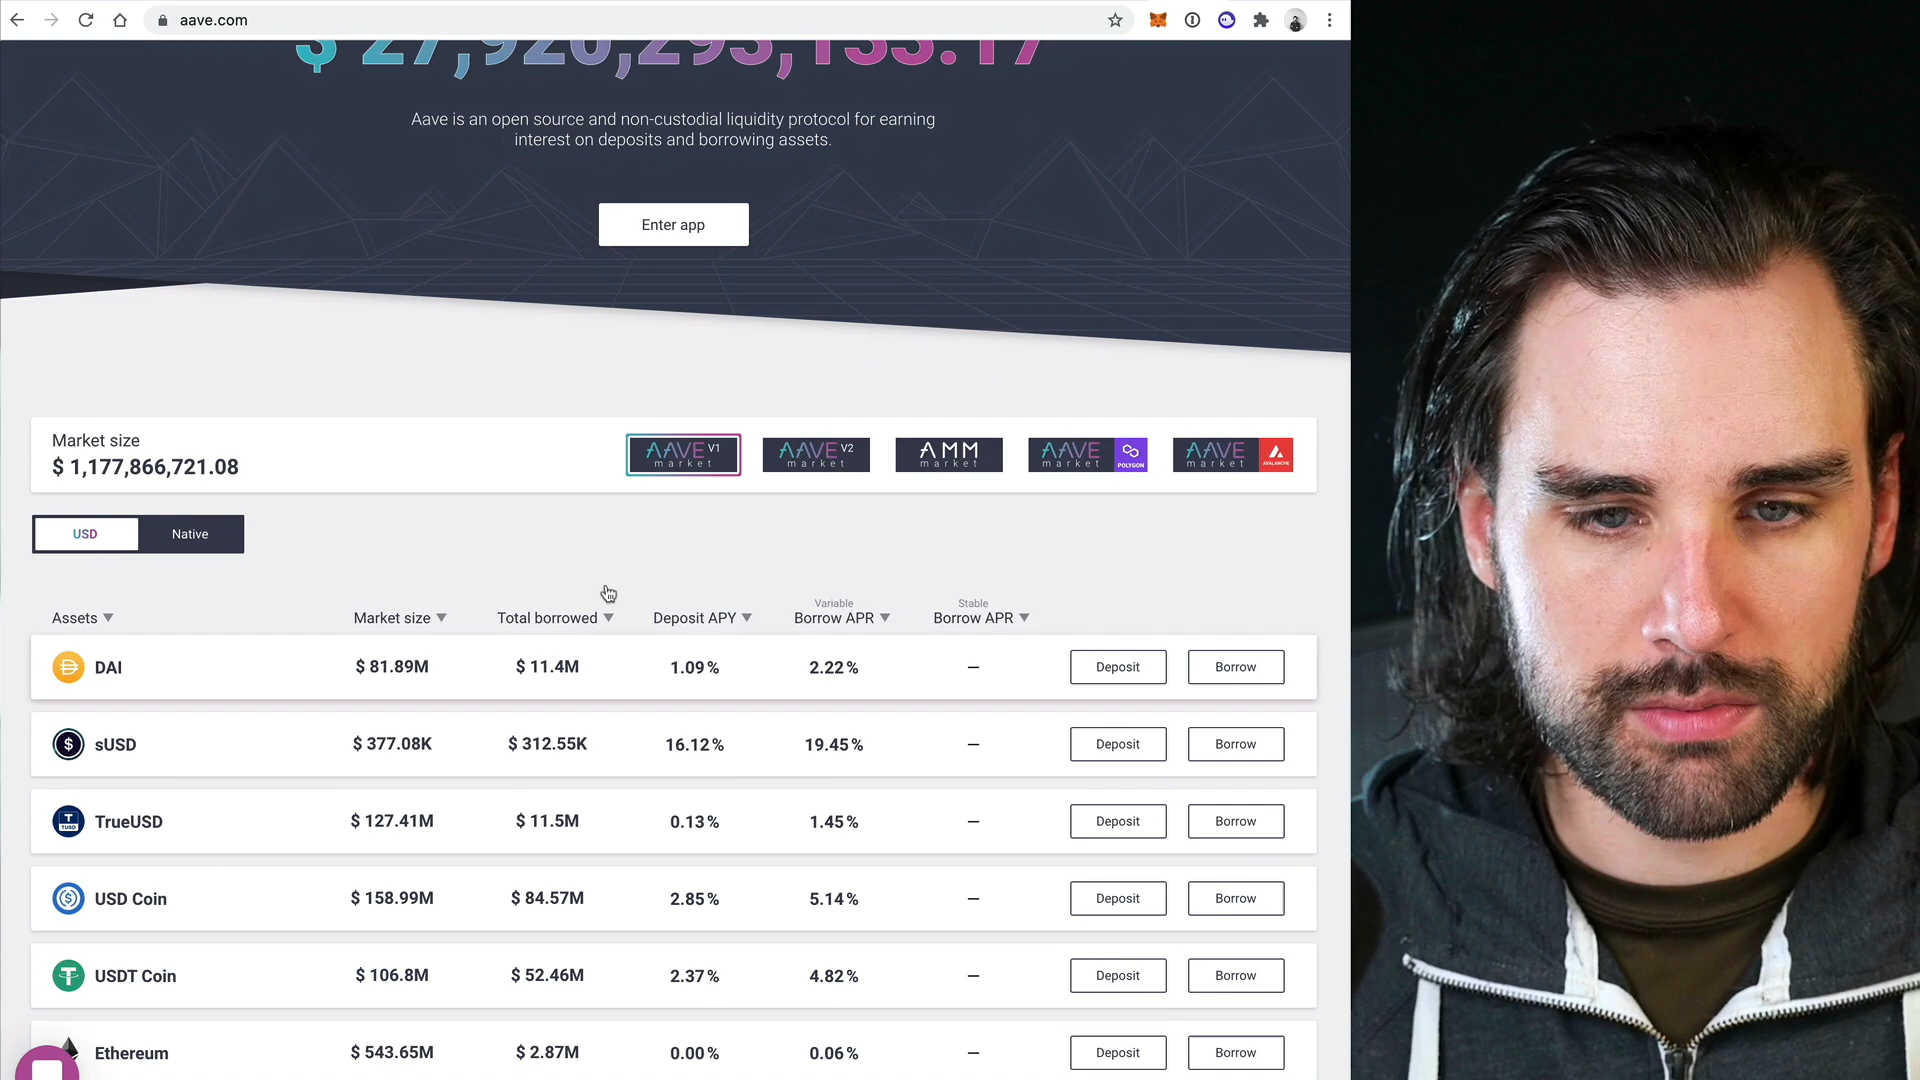 aave.com
Aave is an open source and non-custodial liquidity protocol for earning
interest on deposits and borrowing assets.
Enter app
Market size
$ 1,177,866,721.08
AAVE V1
market
AAVE V2
market
AMM
market
AAVE
market
POLYGON
AAVE
market
AVALANCHE
USD
Native
Assets
Market size
Total borrowed
Deposit APY
Variable
Borrow APR
Stable
Borrow APR
DAI
$ 81.89M
$ 11.4M
1.09 %
2.22 %
—
Deposit
Borrow
sUSD
$ 377.08K
$ 312.55K
16.12 %
19.45 %
—
Deposit
Borrow
TUSD
TrueUSD
$ 127.41M
$ 11.5M
0.13 %
1.45 %
—
Deposit
Borrow
USD Coin
$ 158.99M
$ 84.57M
2.85 %
5.14 %
—
Deposit
Borrow
USDT Coin
$ 106.8M
$ 52.46M
2.37 %
4.82 %
—
Deposit
Borrow
Ethereum
$ 543.65M
$ 2.87M
0.00 %
0.06 %
—
Deposit
Borrow